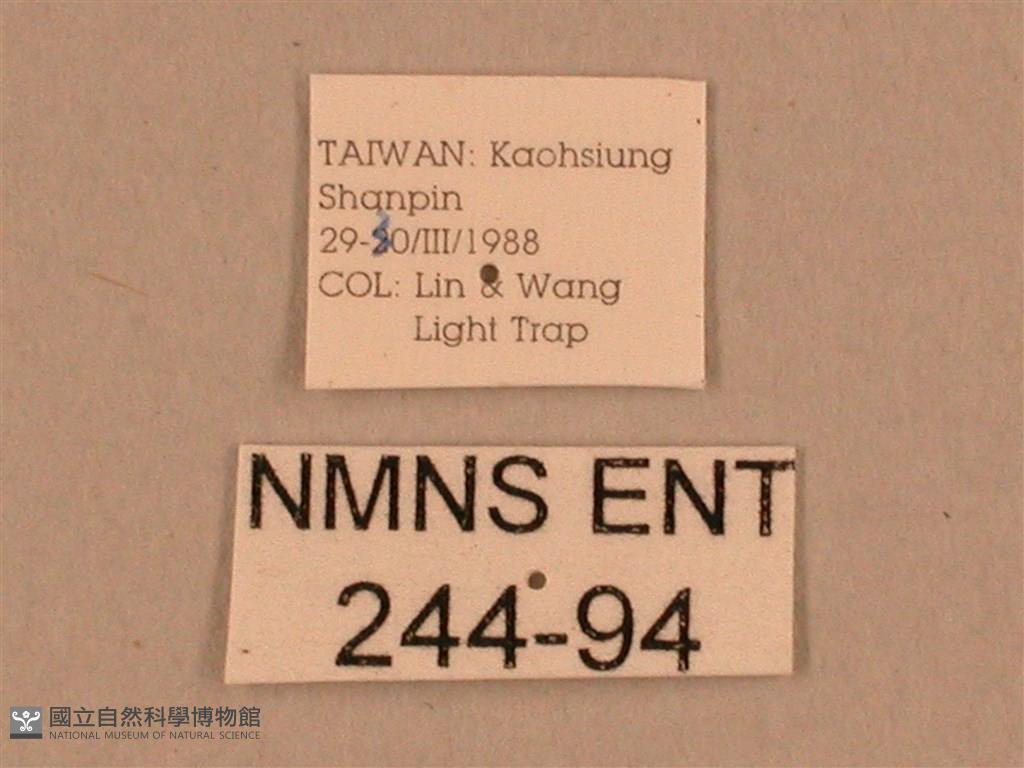 TAIWAN: Kaohsiung
Shanpin
29-30/III/1988
COL: Lin & Wang
Light Trap
NMNS ENT
244-94
國立自然科學博物館
NATIONAL MUSEUM OF NATURAL SCIENCE